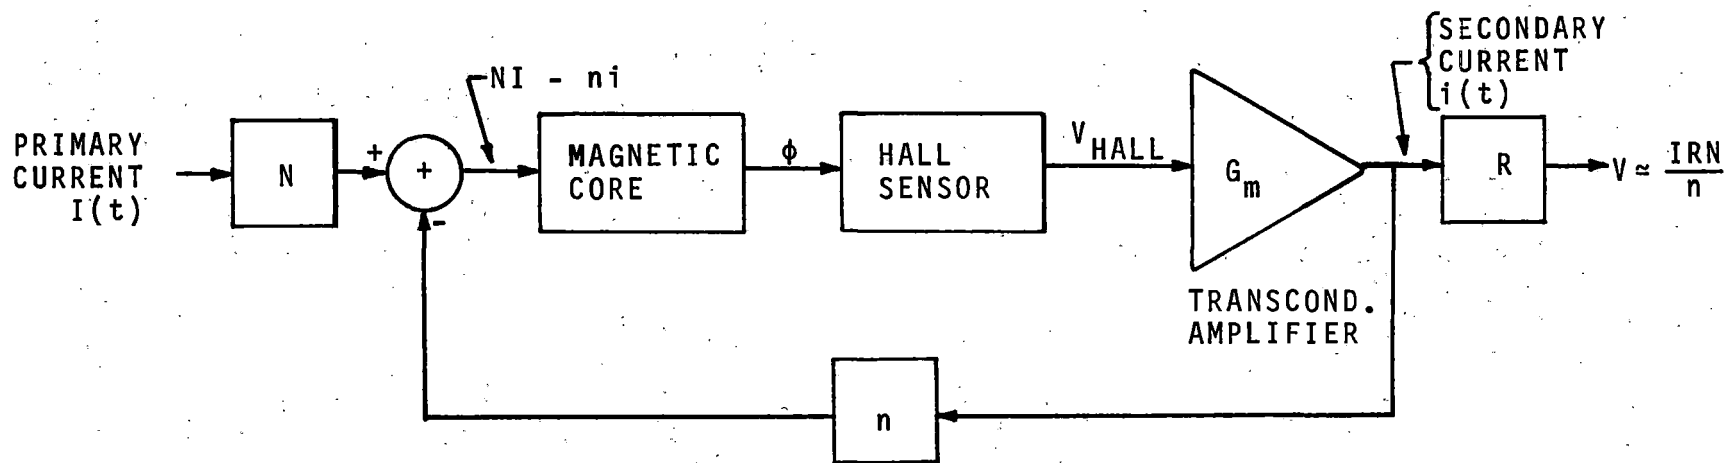 SECONDARY
CURRENT
i(t)
NI - ni
PRIMARY
CURRENT
I(t)
N
+
+
-
MAGNETIC
CORE
ϕ
HALL
SENSOR
V HALL
G m
R
V ≃ IRN
n
TRANSCOND.
AMPLIFIER
n